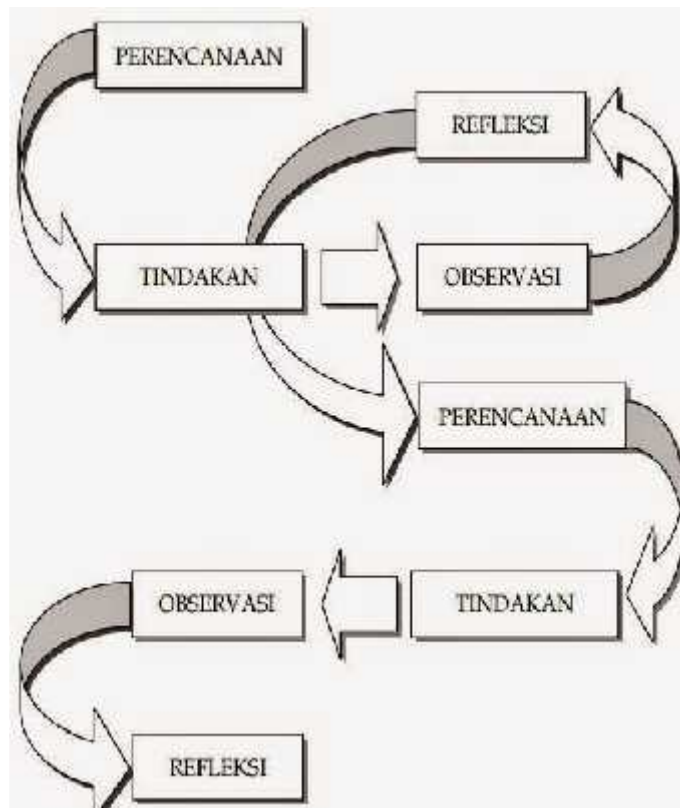 PERENCANAAN
REFLEKSI
TINDAKAN
OBSERVASI
PERENCANAAN
OBSERVASI
TINDAKAN
REFLEKSI